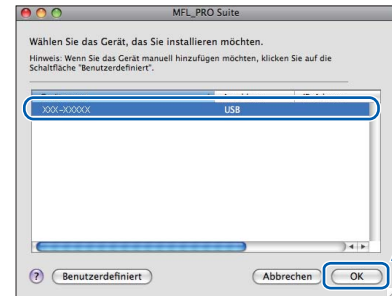 MFL_PRO Suite
Wählen Sie das Gerät, das Sie installieren möchten.
Hinweis: Wenn Sie das Gerät manuell hinzufügen möchten, klicken Sie auf die
Schaltfläche "Benutzerdefiniert".
XXX-XXXXX USB
? Benutzerdefiniert Abbrechen OK